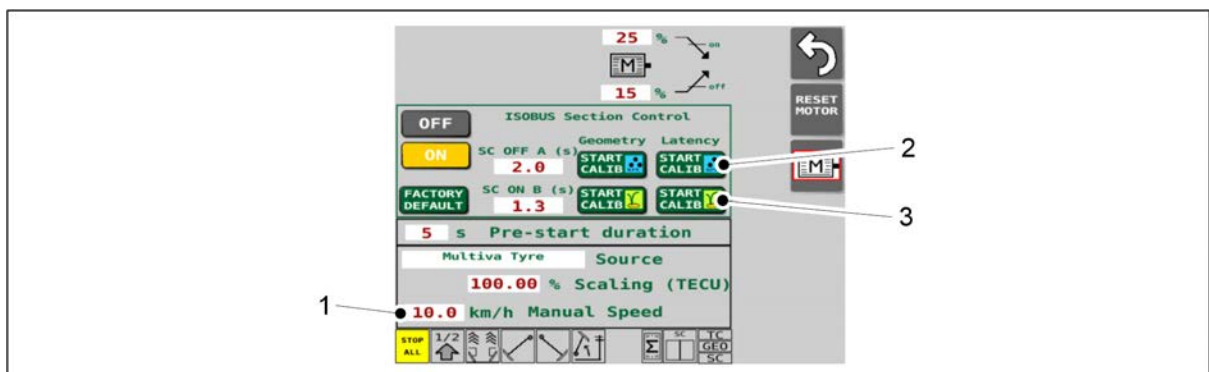 25 %
on
M
15 %
off
RESET
MOTOR
OFF
ISOBUS Section Control
Geometry Latency
ON
SC OFF A (s)
2.0
START
CALIB
START
CALIB
2
M
FACTORY
DEFAULT
SC ON B (s)
1.3
START
CALIB
START
CALIB
3
5 s Pre-start duration
Multiva Tyre Source
100.00 % Scaling (TECU)
1
10.0 km/h Manual Speed
STOP
ALL
1/2
Σ
SC
TC
GEO
SC